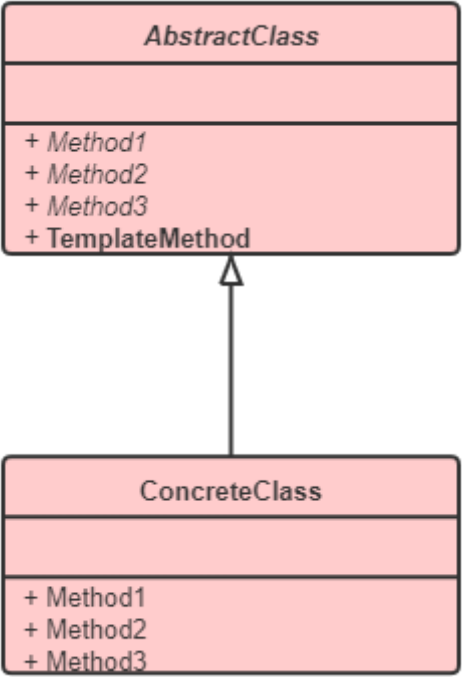 AbstractClass
+ Method1
+ Method2
+ Method3
+ TemplateMethod
ConcreteClass
+ Method1
+ Method2
+ Method3